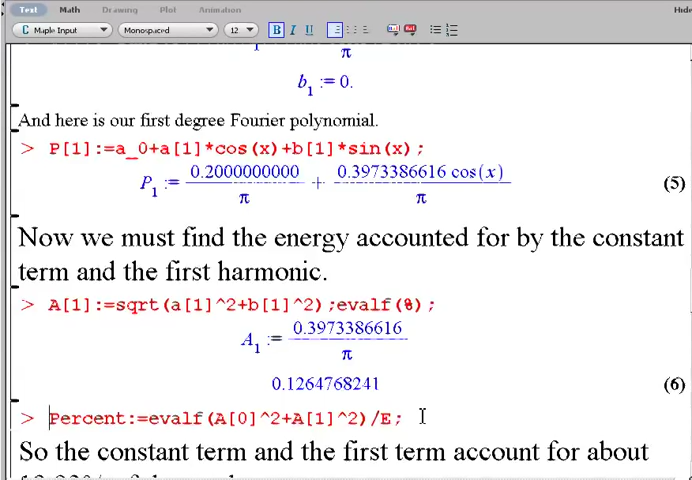 Text Math Drawing Plot Animation Hide
C Maple Input Monospaced 12 B I U
π
b1 := 0.
And here is our first degree Fourier polynomial.
> P[1]:=a_0+a[1]*cos(x)+b[1]*sin(x);
P1 := 0.2000000000/π + 0.3973386616 cos(x)/π (5)
Now we must find the energy accounted for by the constant
term and the first harmonic.
> A[1]:=sqrt(a[1]^2+b[1]^2);evalf(%);
A1 := 0.3973386616/π
0.1264768241 (6)
> Percent:=evalf(A[0]^2+A[1]^2)/E;
So the constant term and the first term account for about